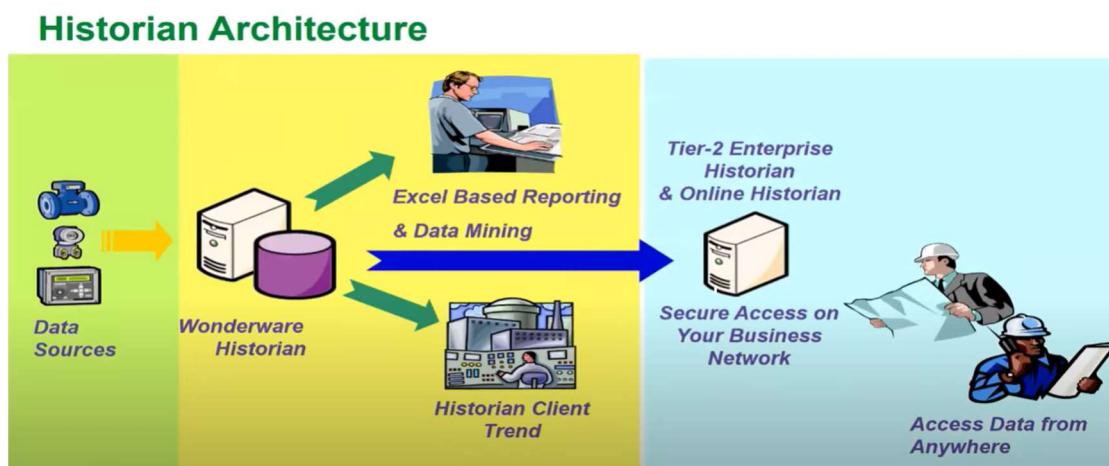 Historian Architecture
Data
Sources
Wonderware
Historian
Excel Based Reporting
& Data Mining
Historian Client
Trend
Tier-2 Enterprise
Historian
& Online Historian
Secure Access on
Your Business
Network
Access Data from
Anywhere